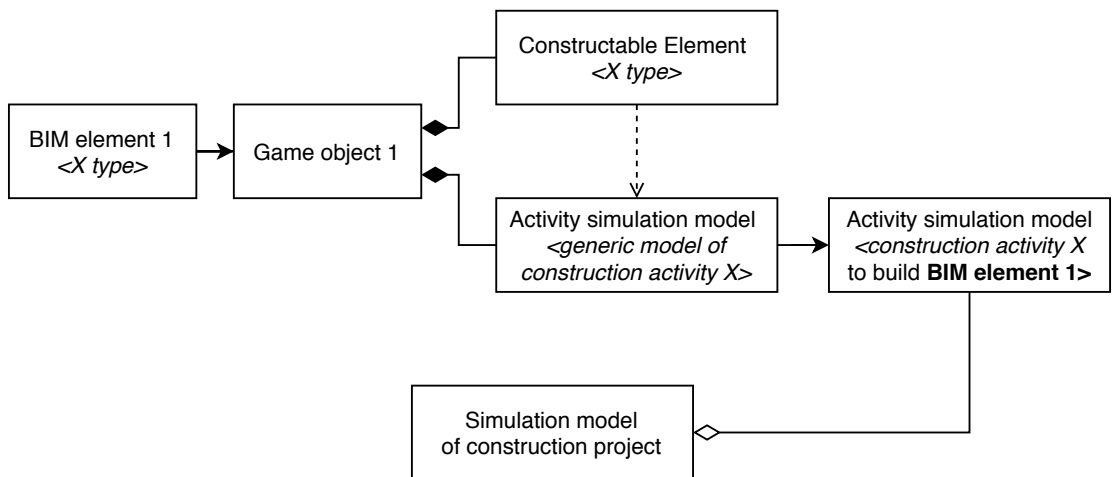 Constructable Element
<X type>
BIM element 1
<X type>
Game object 1
Activity simulation model
<generic model of
construction activity X>
Activity simulation model
<construction activity X
to build BIM element 1>
Simulation model
of construction project